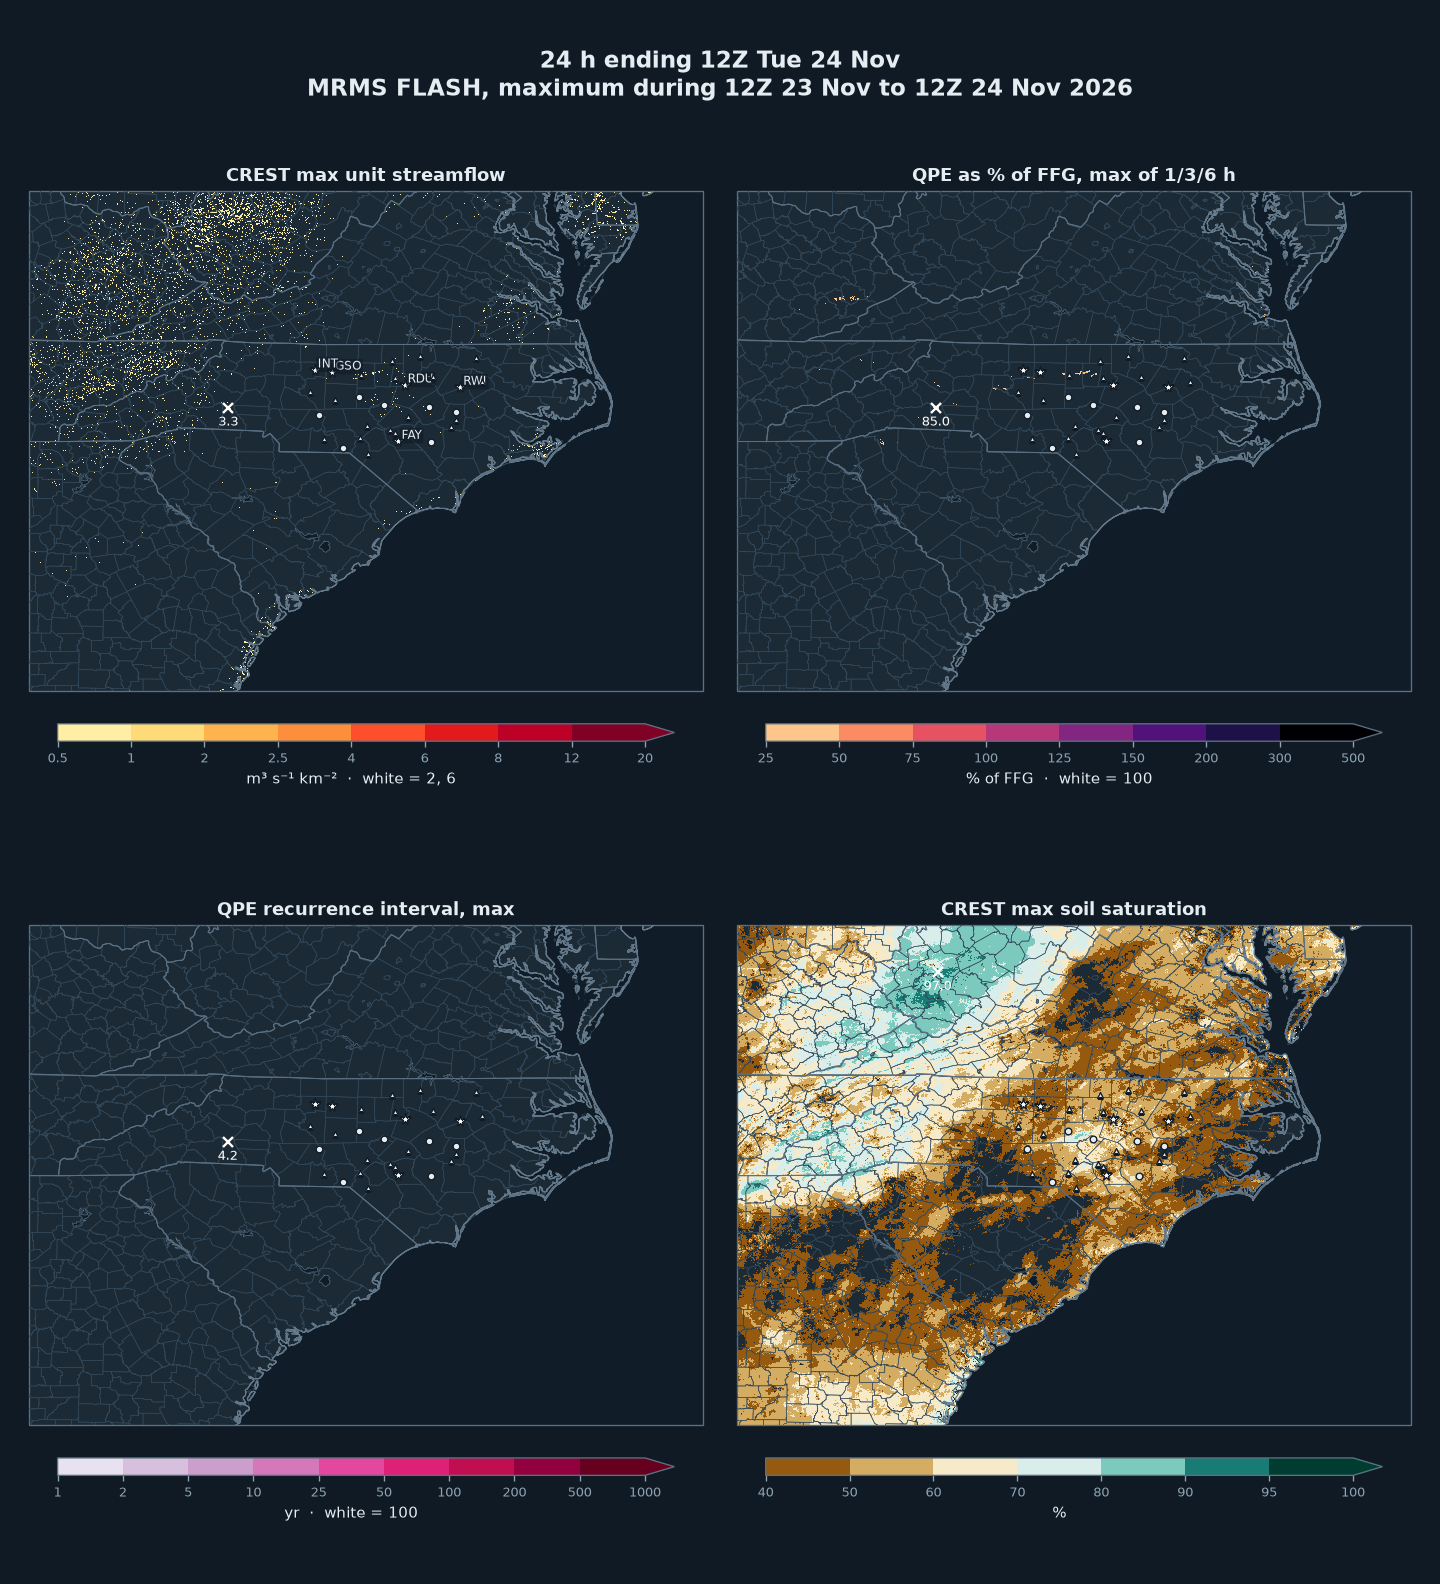 24 h ending 12Z Tue 24 Nov
MRMS FLASH, maximum during 12Z 23 Nov to 12Z 24 Nov 2026
CREST max unit streamflow
INT
GSO
RDU
RWI
3.3
FAY
0.5 1 2 2.5 4 6 8 12 20
m³ s⁻¹ km⁻² · white = 2, 6
QPE as % of FFG, max of 1/3/6 h
85.0
25 50 75 100 125 150 200 300 500
% of FFG · white = 100
QPE recurrence interval, max
4.2
1 2 5 10 25 50 100 200 500 1000
yr · white = 100
CREST max soil saturation
97.0
40 50 60 70 80 90 95 100
%